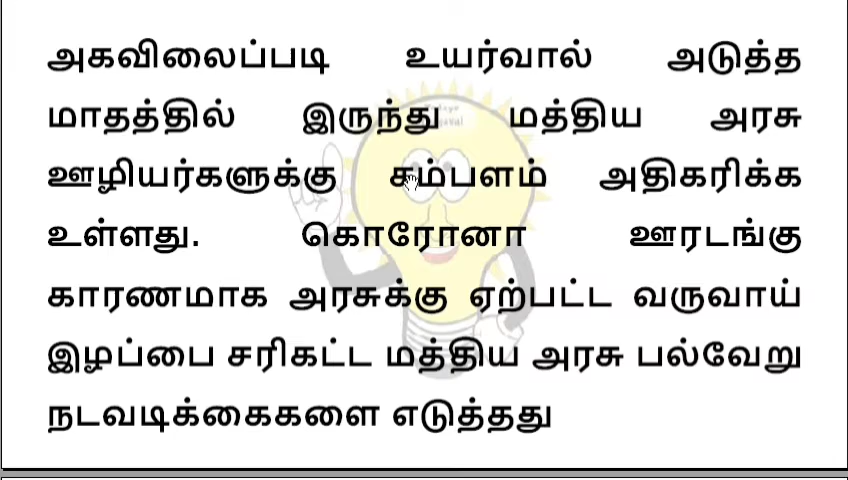 அகவிலைப்படி உயர்வால் அடுத்த
மாதத்தில் இருந்து மத்திய அரசு
ஊழியர்களுக்கு சம்பளம் அதிகரிக்க
உள்ளது. கொரோனா ஊரடங்கு
காரணமாக அரசுக்கு ஏற்பட்ட வருவாய்
இழப்பை சரிகட்ட மத்திய அரசு பல்வேறு
நடவடிக்கைகளை எடுத்தது